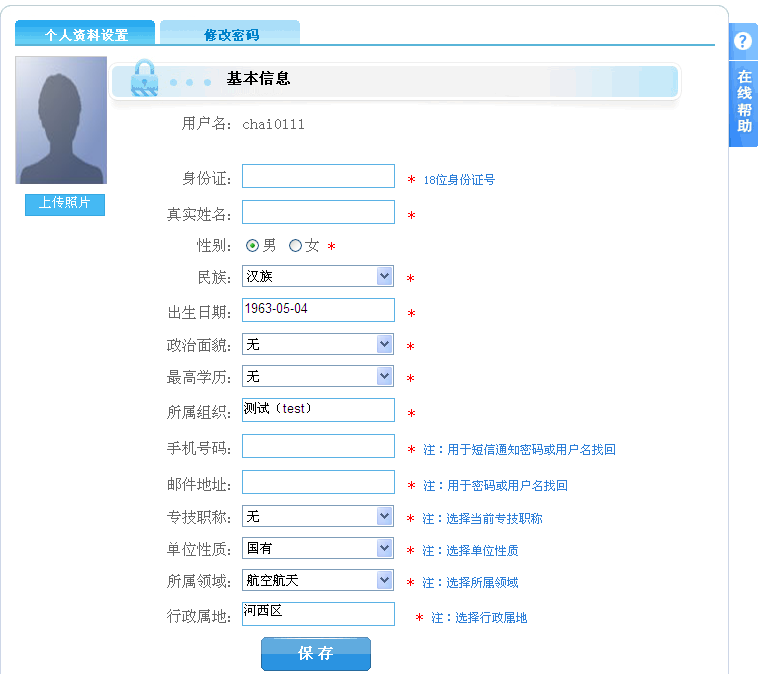 个人资料设置 修改密码
?
在线帮助
基本信息
上传照片
用户名: chai0111
身份证: * 18位身份证号
真实姓名: *
性别: 男 女 *
民族: 汉族 *
出生日期: 1963-05-04 *
政治面貌: 无 *
最高学历: 无 *
所属组织: 测试（test） *
手机号码: * 注：用于短信通知密码或用户名找回
邮件地址: * 注：用于密码或用户名找回
专技职称: 无 * 注：选择当前专技职称
单位性质: 国有 * 注：选择单位性质
所属领域: 航空航天 * 注：选择所属领域
行政属地: 河西区 * 注：选择行政属地
保 存